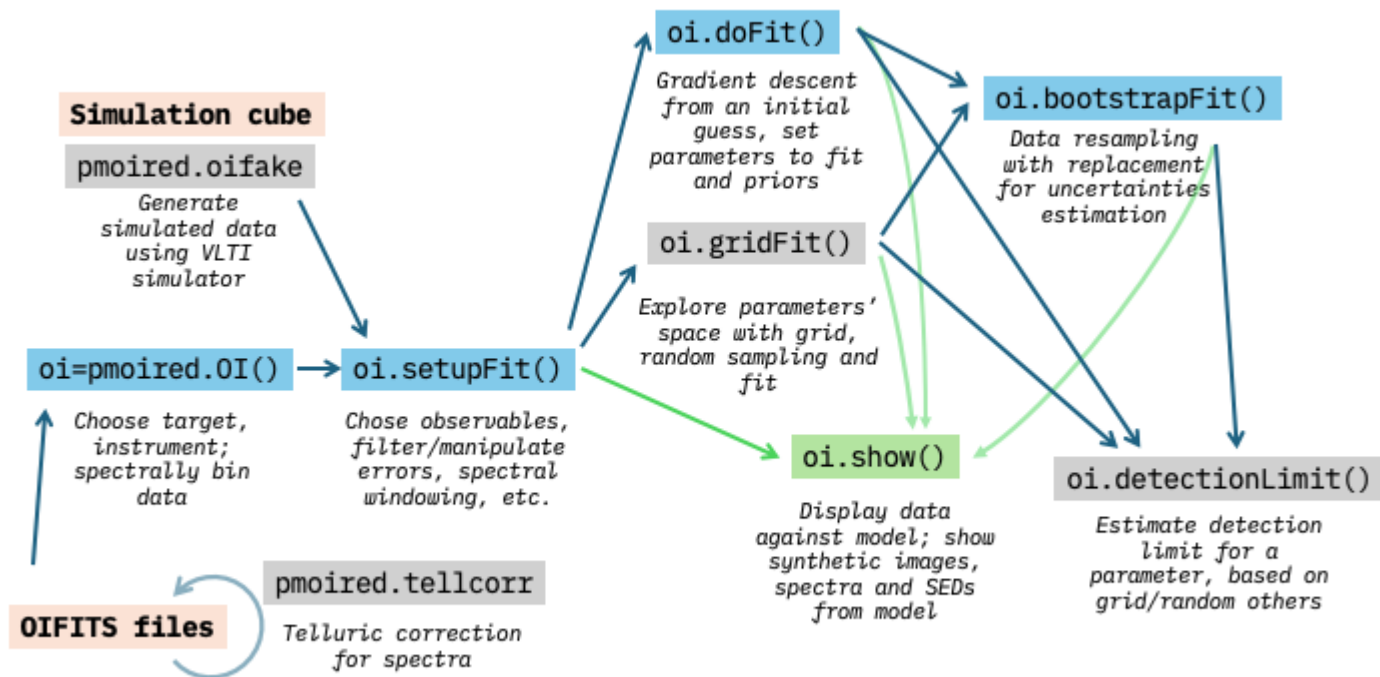 Simulation cube
pmoired.oifake
Generate
simulated data
using VLTI
simulator
oi=pmoired.OI()
Choose target,
instrument;
spectrally bin
data
OIFITS files
pmoired.tellcorr
Telluric correction
for spectra
oi.setupFit()
Chose observables,
filter/manipulate
errors, spectral
windowing, etc.
oi.doFit()
Gradient descent
from an initial
guess, set
parameters to fit
and priors
oi.gridFit()
Explore parameters’
space with grid,
random sampling and
fit
oi.show()
Display data
against model; show
synthetic images,
spectra and SEDs
from model
oi.bootstrapFit()
Data resampling
with replacement
for uncertainties
estimation
oi.detectionLimit()
Estimate detection
limit for a
parameter, based on
grid/random others